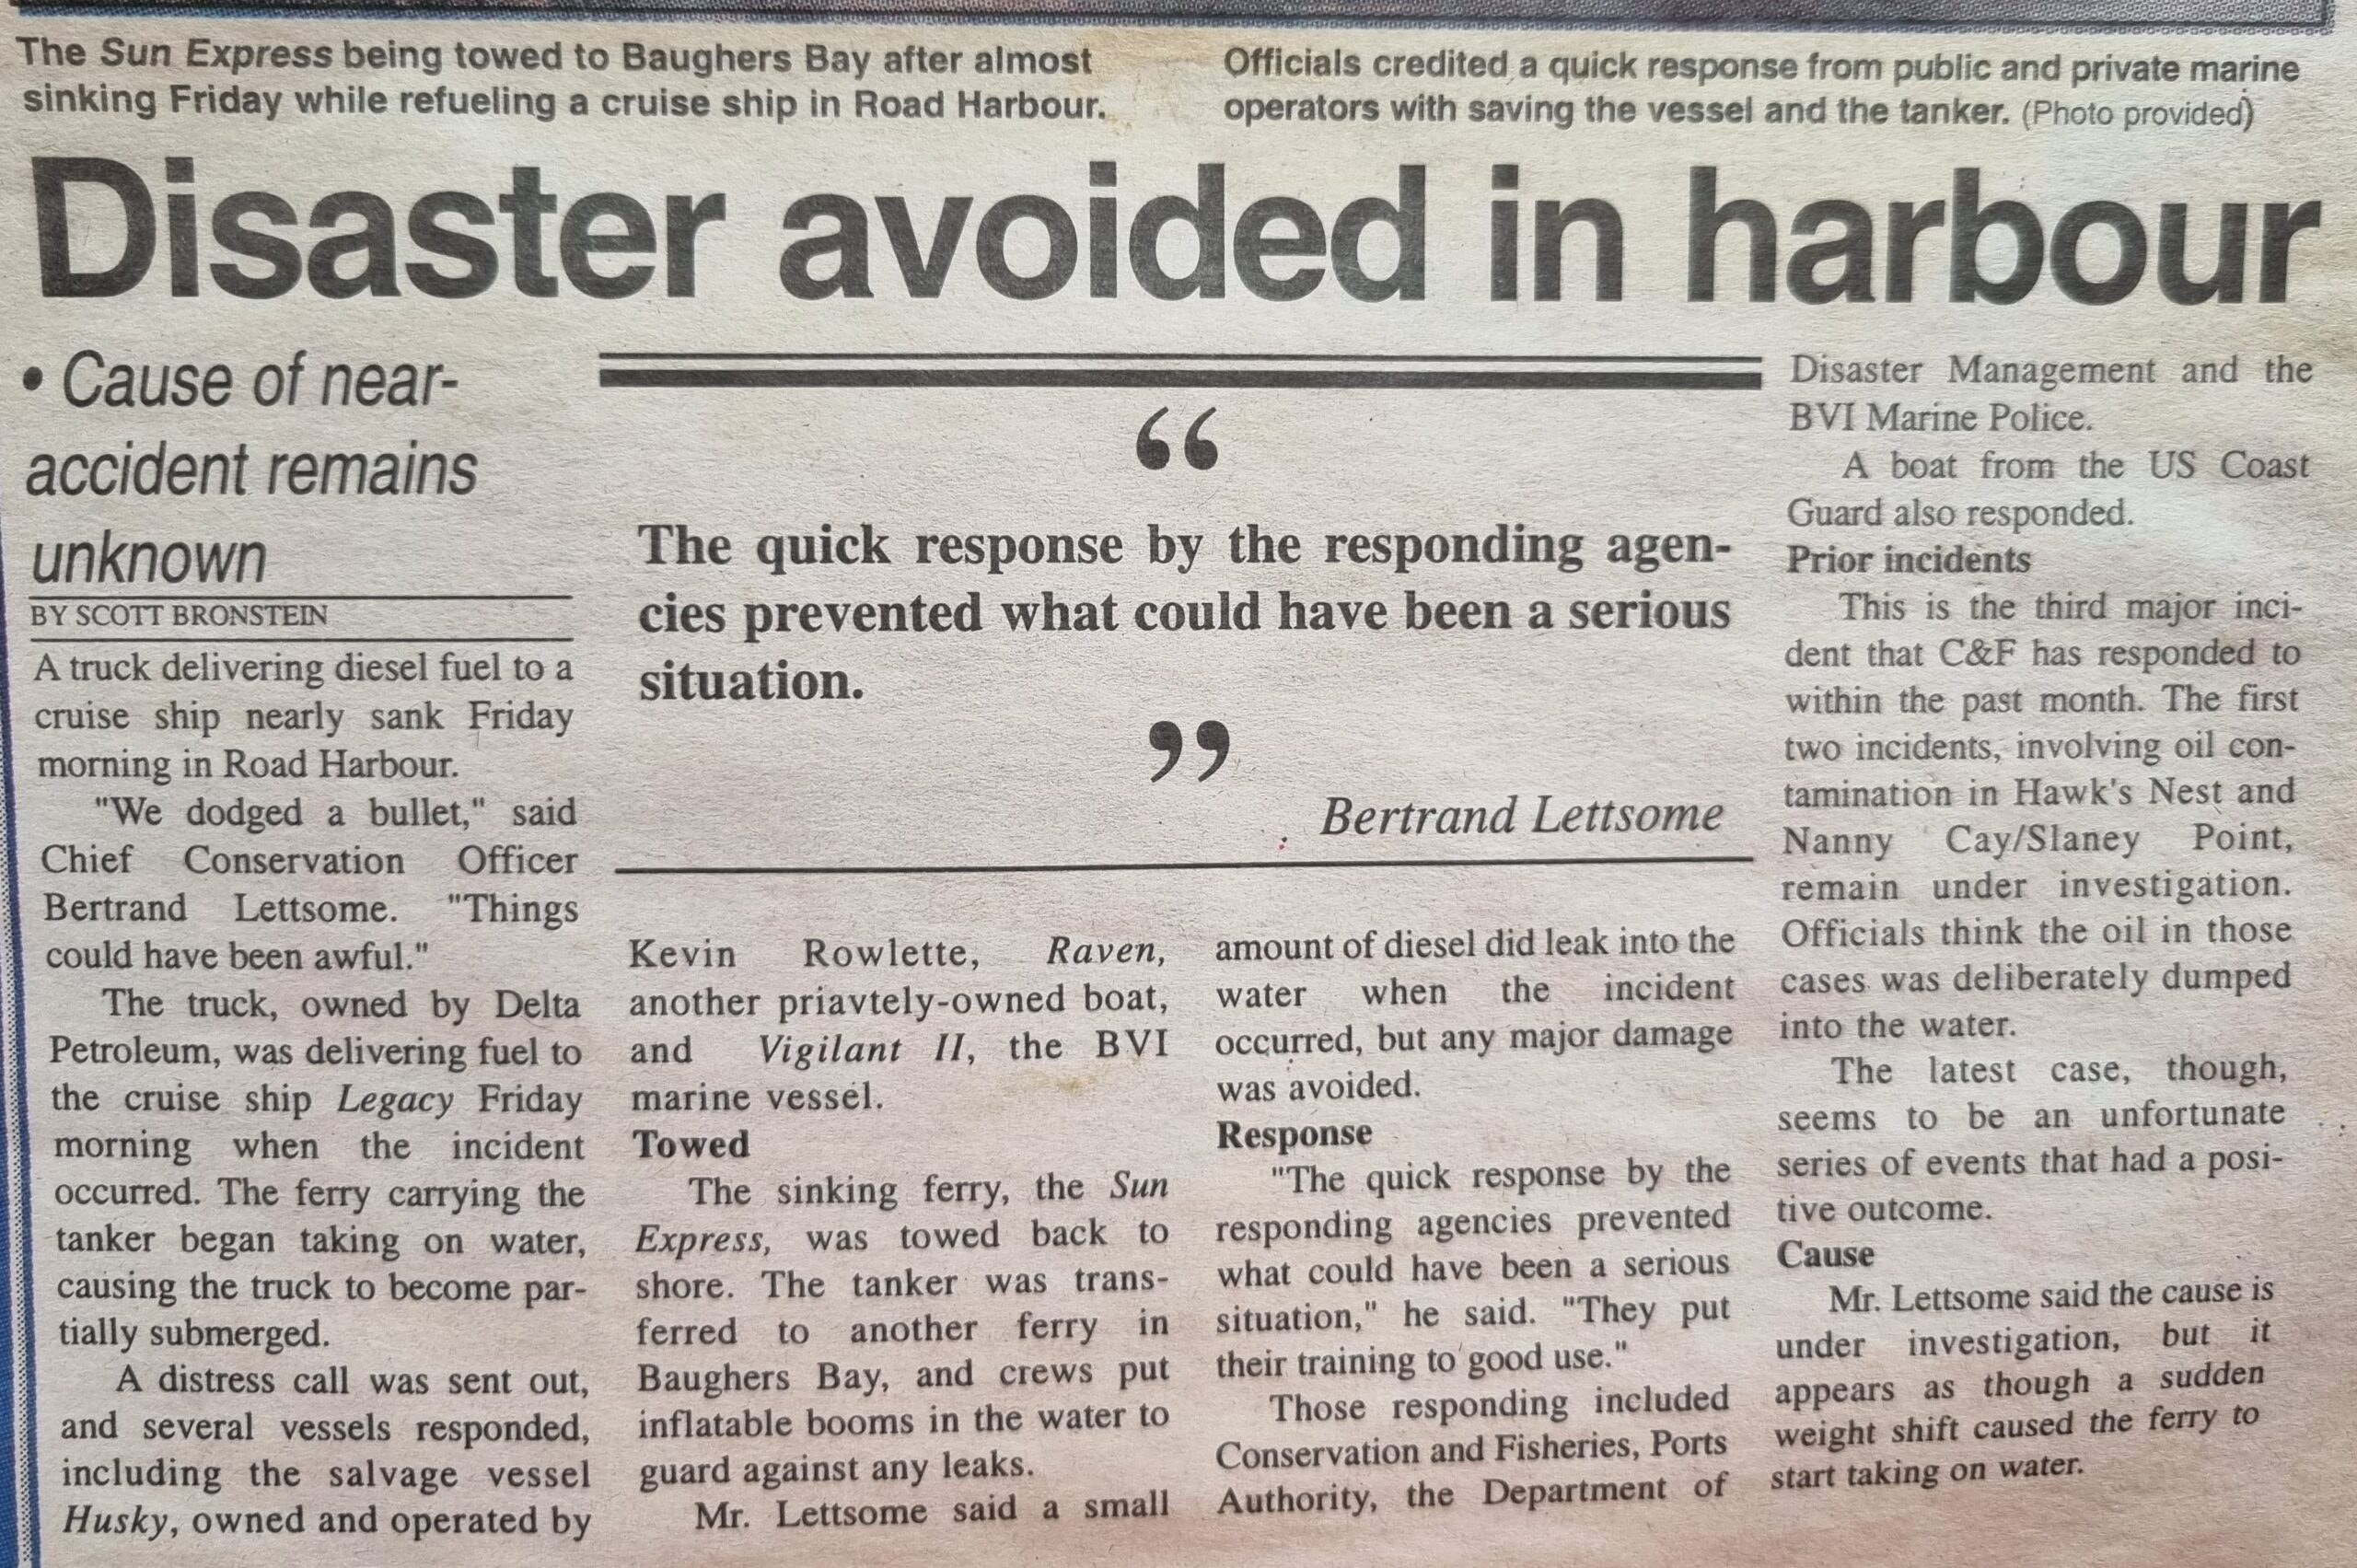 The Sun Express being towed to Baughers Bay after almost
sinking Friday while refueling a cruise ship in Road Harbour.
Officials credited a quick response from public and private marine
operators with saving the vessel and the tanker. (Photo provided)
Disaster avoided in harbour
• Cause of near-
accident remains
unknown
BY SCOTT BRONSTEIN
A truck delivering diesel fuel to a
cruise ship nearly sank Friday
morning in Road Harbour.
"We dodged a bullet," said
Chief Conservation Officer
Bertrand Lettsome. "Things
could have been awful."
The truck, owned by Delta
Petroleum, was delivering fuel to
the cruise ship Legacy Friday
morning when the incident
occurred. The ferry carrying the
tanker began taking on water,
causing the truck to become par-
tially submerged.
A distress call was sent out,
and several vessels responded,
including the salvage vessel
Husky, owned and operated by
“
The quick response by the responding agen-
cies prevented what could have been a serious
situation.
”
Bertrand Lettsome
Kevin Rowlette, Raven,
another priavtely-owned boat,
and Vigilant II, the BVI
marine vessel.
Towed
The sinking ferry, the Sun
Express, was towed back to
shore. The tanker was trans-
ferred to another ferry in
Baughers Bay, and crews put
inflatable booms in the water to
guard against any leaks.
Mr. Lettsome said a small
amount of diesel did leak into the
water when the incident
occurred, but any major damage
was avoided.
Response
"The quick response by the
responding agencies prevented
what could have been a serious
situation," he said. "They put
their training to good use."
Those responding included
Conservation and Fisheries, Ports
Authority, the Department of
Disaster Management and the
BVI Marine Police.
A boat from the US Coast
Guard also responded.
Prior incidents
This is the third major inci-
dent that C&F has responded to
within the past month. The first
two incidents, involving oil con-
tamination in Hawk's Nest and
Nanny Cay/Slaney Point,
remain under investigation.
Officials think the oil in those
cases was deliberately dumped
into the water.
The latest case, though,
seems to be an unfortunate
series of events that had a posi-
tive outcome.
Cause
Mr. Lettsome said the cause is
under investigation, but it
appears as though a sudden
weight shift caused the ferry to
start taking on water.